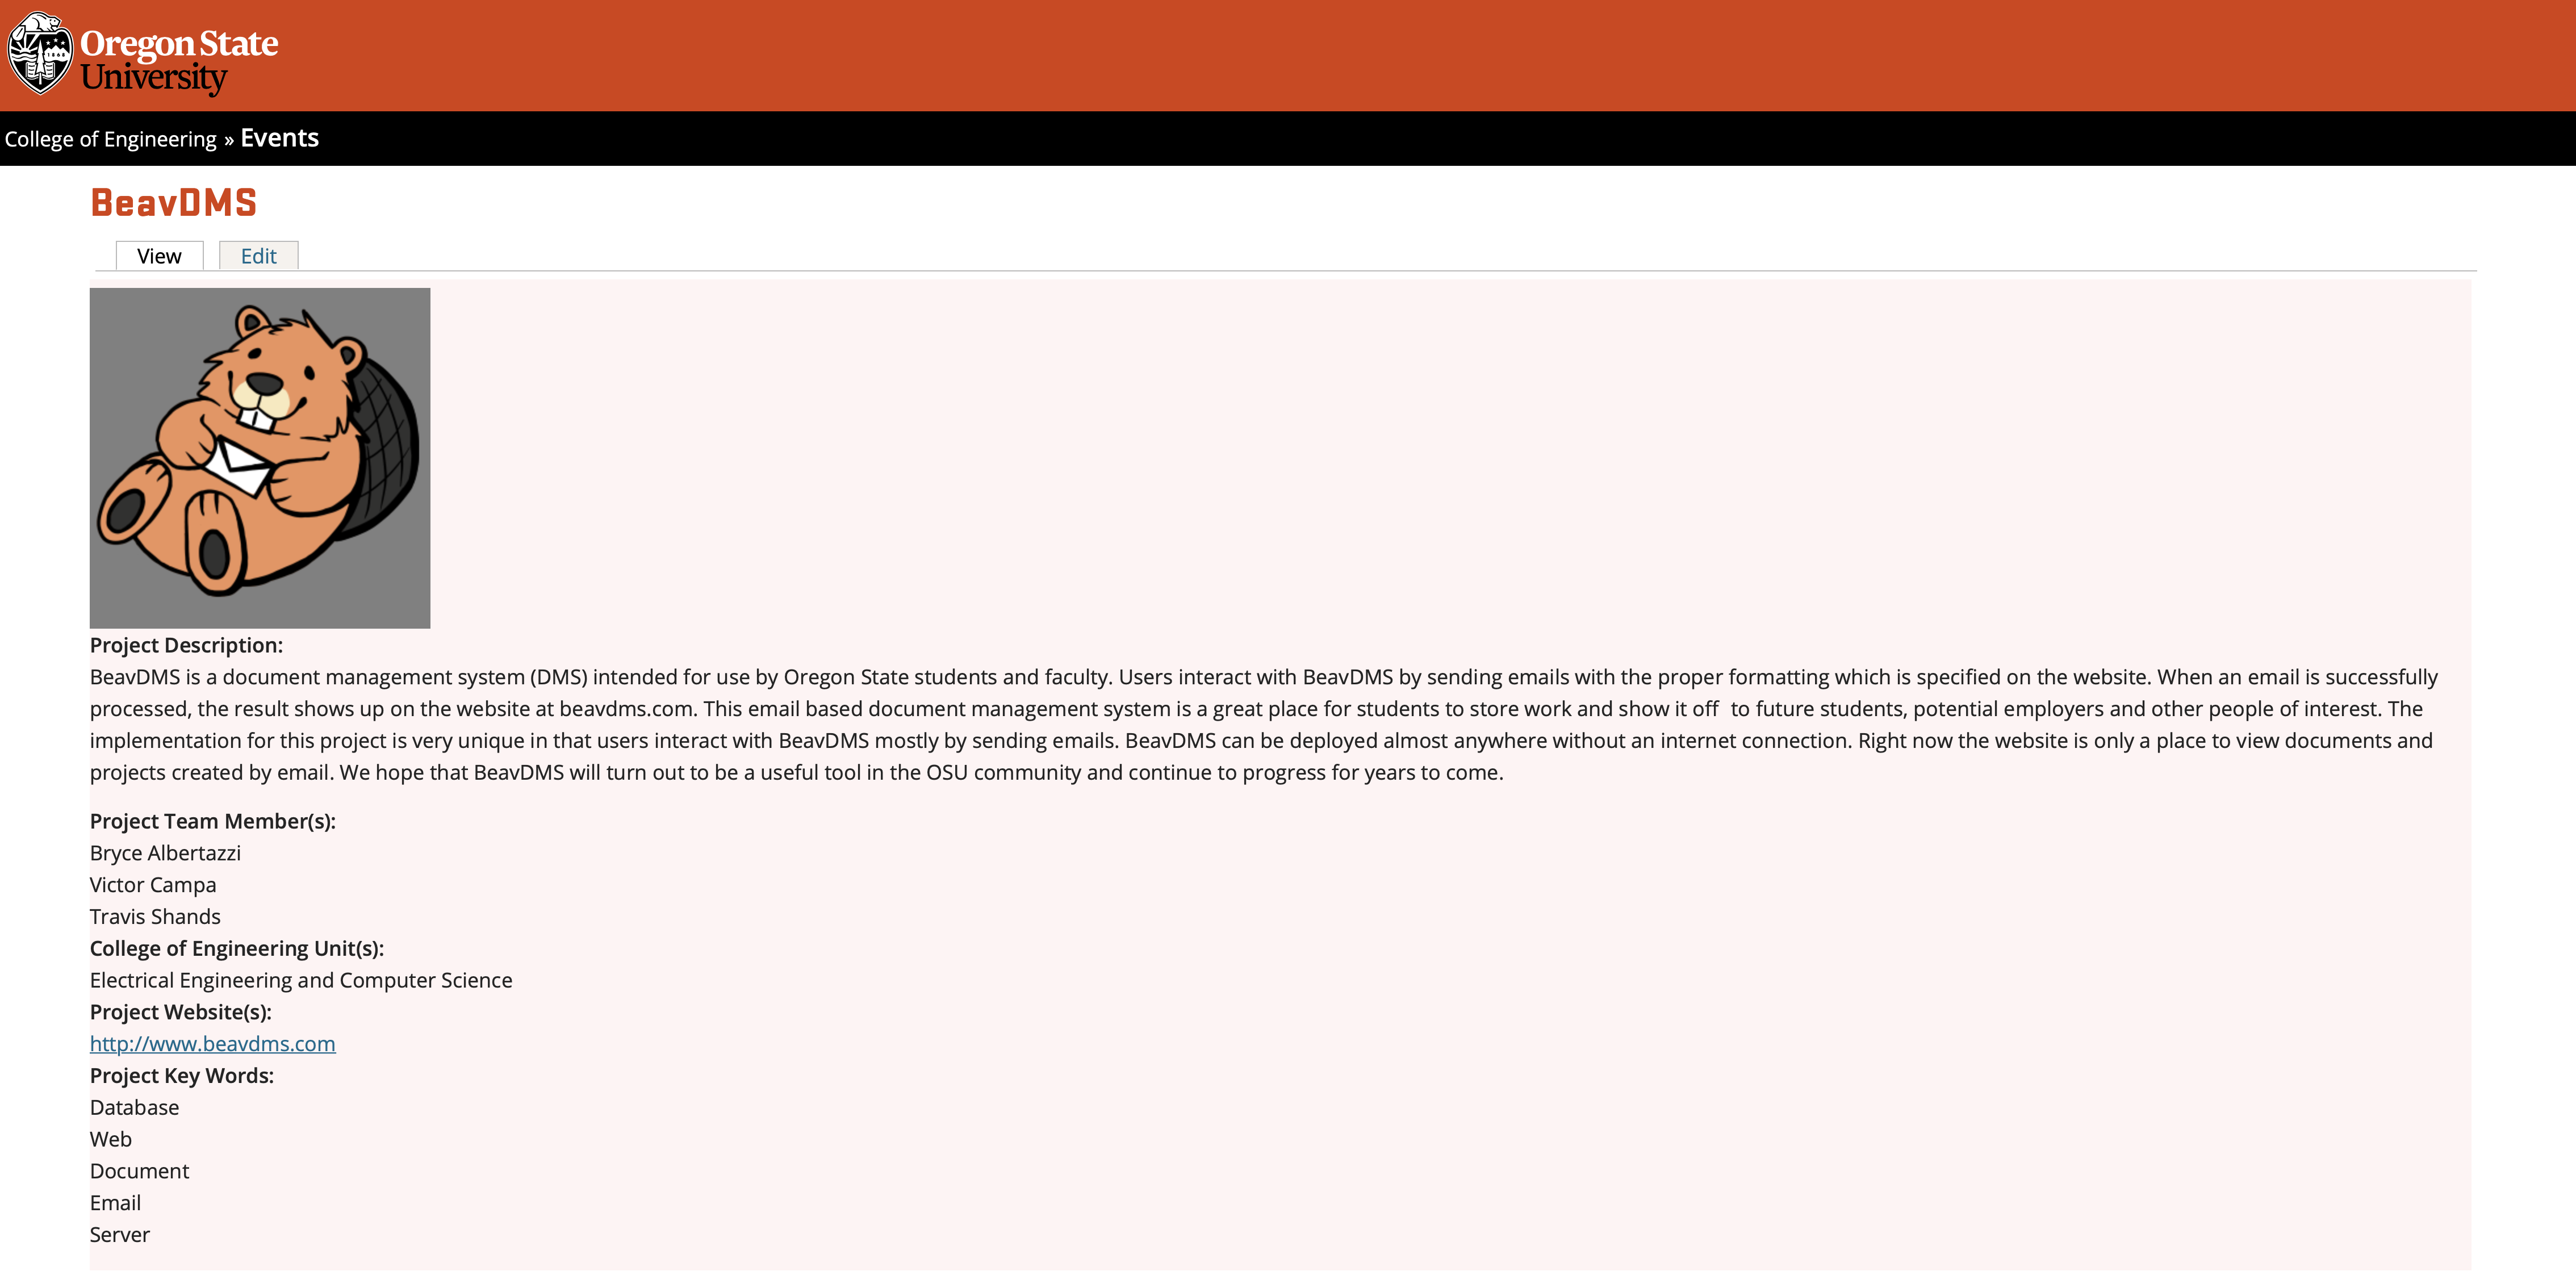 Oregon State
University
College of Engineering » Events
BeavDMS
View Edit
Project Description:
BeavDMS is a document management system (DMS) intended for use by Oregon State students and faculty. Users interact with BeavDMS by sending emails with the proper formatting which is specified on the website. When an email is successfully
processed, the result shows up on the website at beavdms.com. This email based document management system is a great place for students to store work and show it off  to future students, potential employers and other people of interest. The
implementation for this project is very unique in that users interact with BeavDMS mostly by sending emails. BeavDMS can be deployed almost anywhere without an internet connection. Right now the website is only a place to view documents and
projects created by email. We hope that BeavDMS will turn out to be a useful tool in the OSU community and continue to progress for years to come.
Project Team Member(s):
Bryce Albertazzi
Victor Campa
Travis Shands
College of Engineering Unit(s):
Electrical Engineering and Computer Science
Project Website(s):
http://www.beavdms.com
Project Key Words:
Database
Web
Document
Email
Server